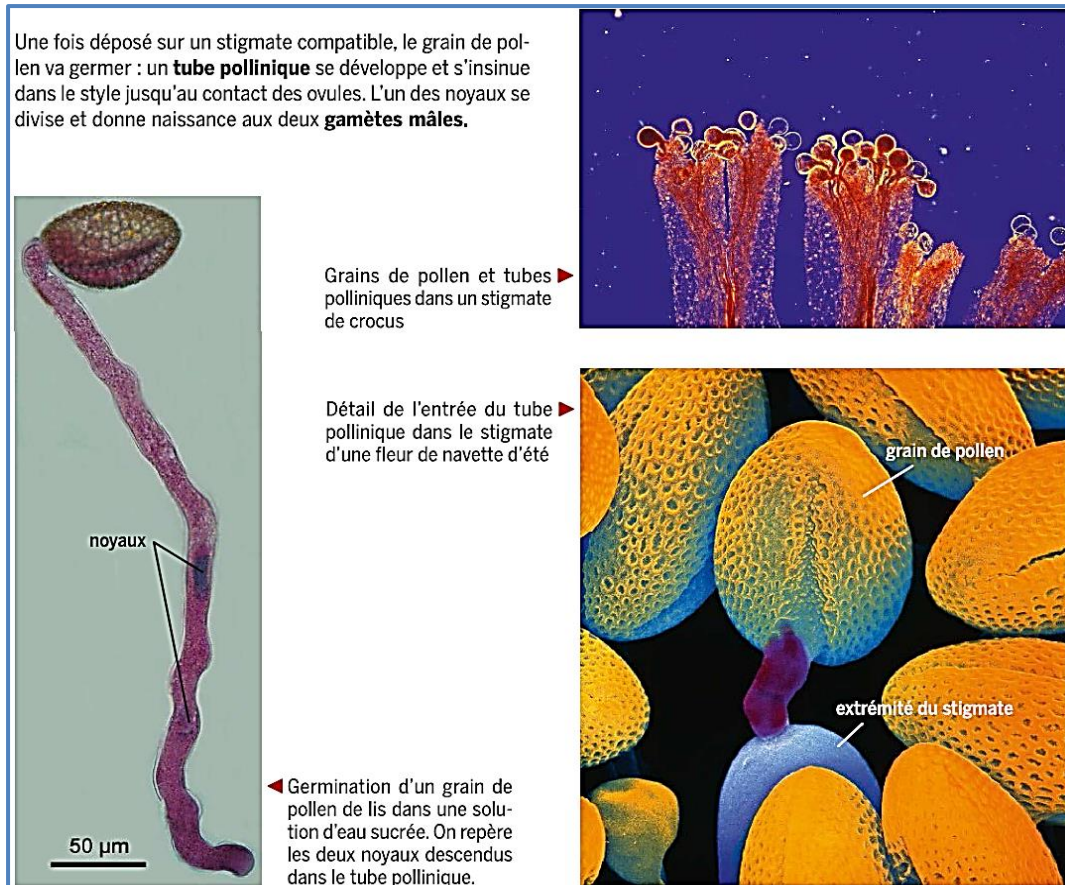 Une fois déposé sur un stigmate compatible, le grain de pol-
len va germer : un tube pollinique se développe et s'insinue
dans le style jusqu'au contact des ovules. L'un des noyaux se
divise et donne naissance aux deux gamètes mâles.
Grains de pollen et tubes
polliniques dans un stigmate
de crocus
Détail de l'entrée du tube
pollinique dans le stigmate
d'une fleur de navette d'été
grain de pollen
noyaux
extrémité du stigmate
Germination d'un grain de
pollen de lis dans une solu-
tion d'eau sucrée. On repère
les deux noyaux descendus
dans le tube pollinique.
50 µm